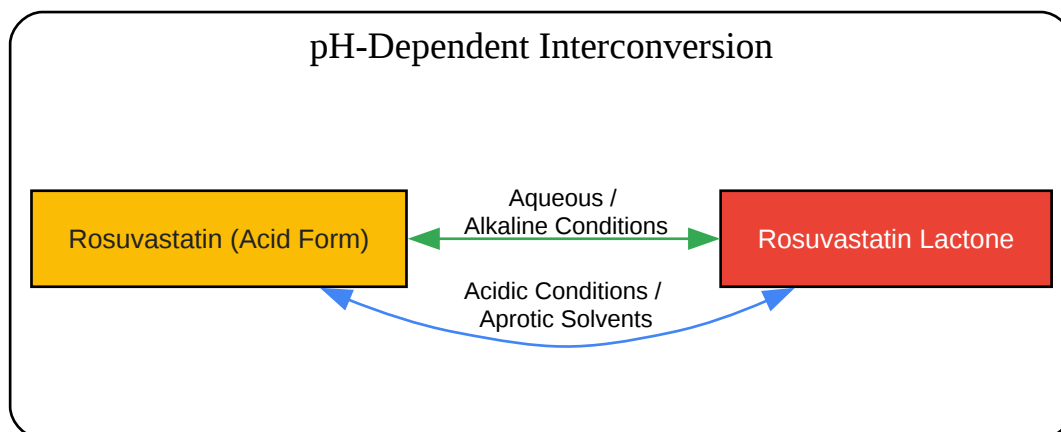 pH-Dependent Interconversion
Aqueous /
Alkaline Conditions
Rosuvastatin (Acid Form)
Rosuvastatin Lactone
Acidic Conditions /
Aprotic Solvents